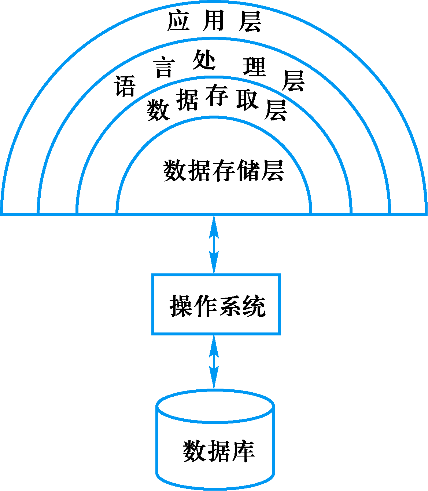 应用层
语言处理层
数据存取层
数据存储层
操作系统
数据库